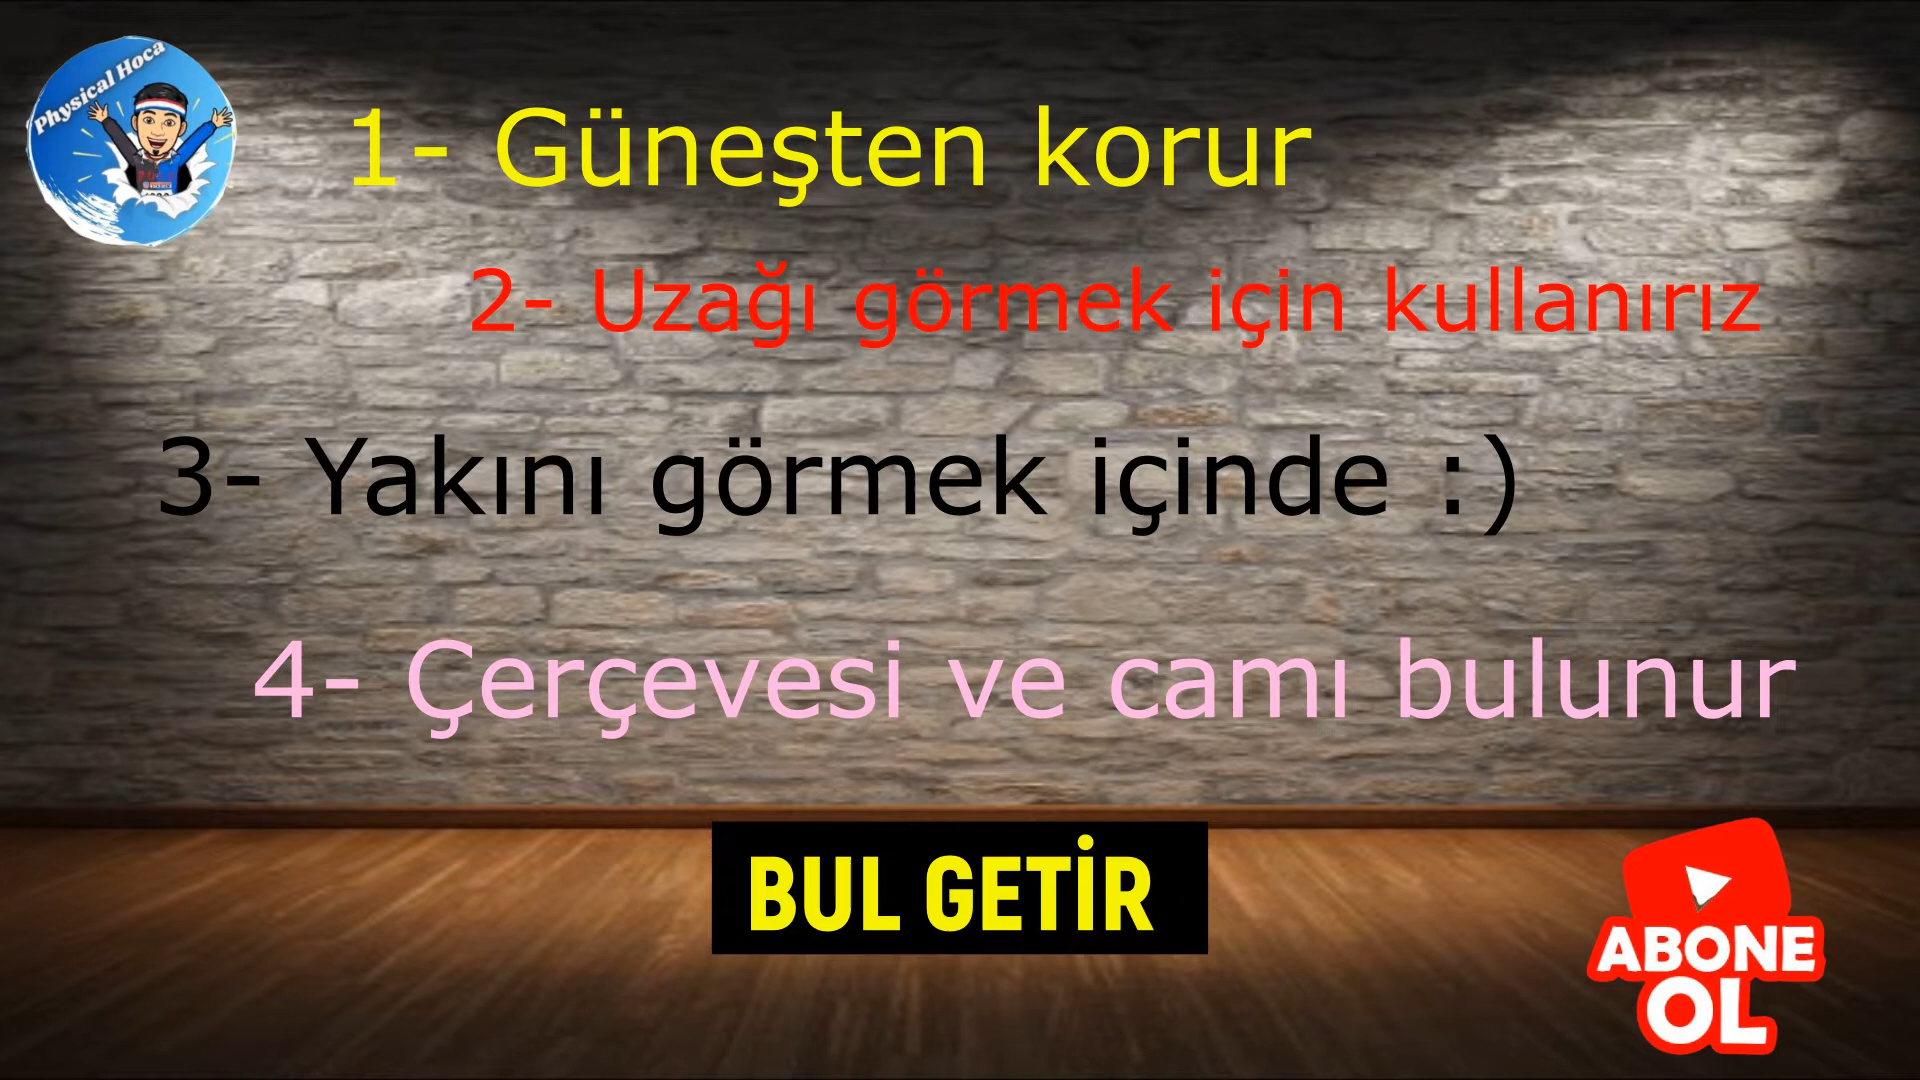 Physical Hoca
1- Güneşten korur
2- Uzağı görmek için kullanırız
3- Yakını görmek içinde :)
4- Çerçevesi ve camı bulunur
BUL GETİR
ABONE
OL